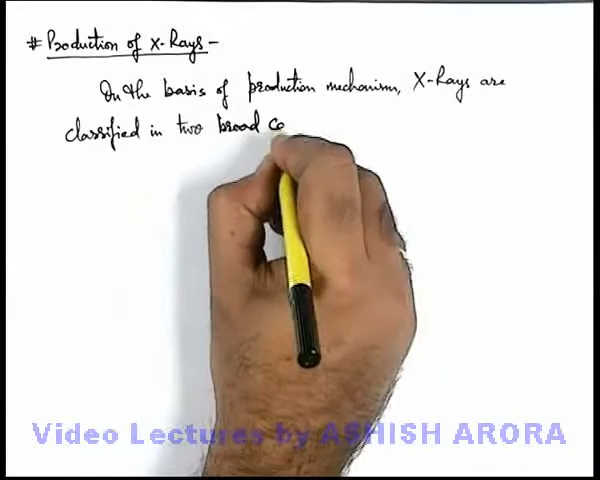 # Production of X-Rays -
On the basis of production mechanism, X-Rays are
classified in two broad ca
Video Lectures by ASHISH ARORA